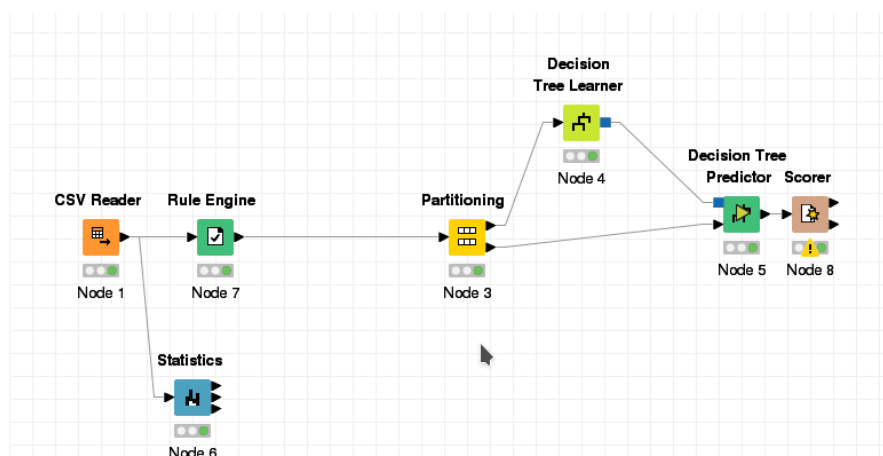 Decision
Tree Learner
Node 4
Decision Tree
Predictor
Scorer
CSV Reader
Rule Engine
Partitioning
Node 1
Node 7
Node 3
Node 5
Node 8
Statistics
Node 6